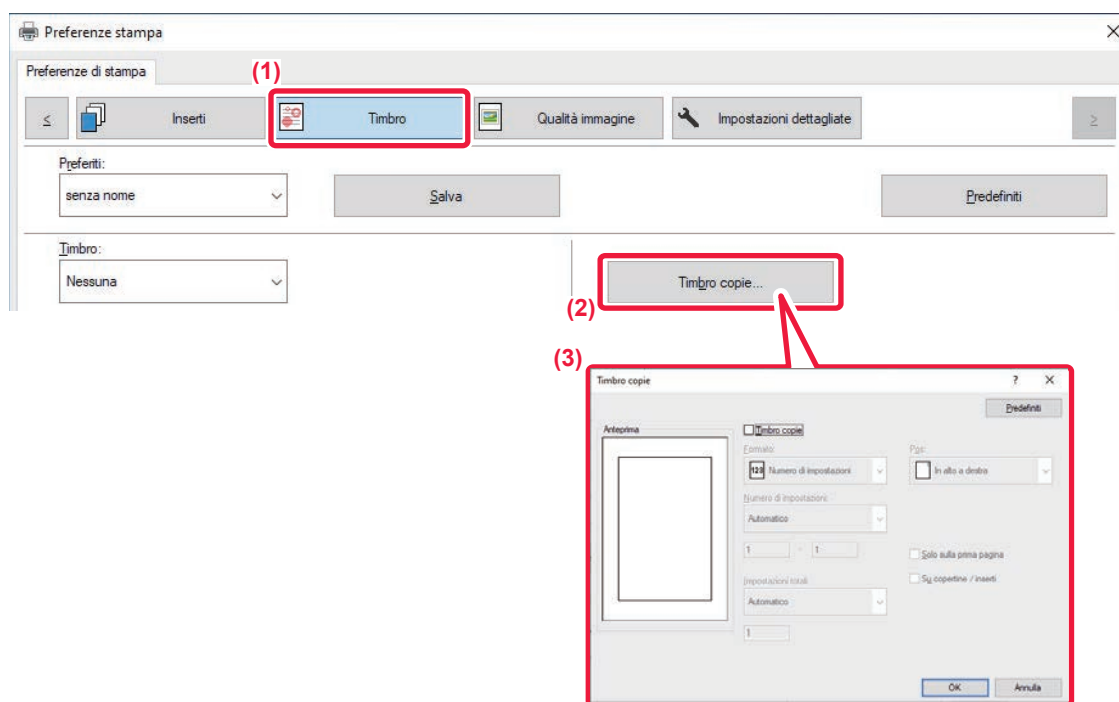 Preferenze stampa
Preferenze di stampa
(1)
<
Inserti
Timbro
Qualità immagine
Impostazioni dettagliate
>
Preferiti:
senza nome
Salva
Predefiniti
Timbro:
Nessuna
Timbro copie...
(2)
(3)
Timbro copie
?
Predefiniti
Anteprima
Timbro copie
Formato:
Pos:
123 Numero di impostazioni
In alto a destra
Numero di impostazioni:
Automatico
1 - 1
Solo sulla prima pagina
Su copertine / inserti
Impostazioni totali
Automatico
1
OK
Annulla